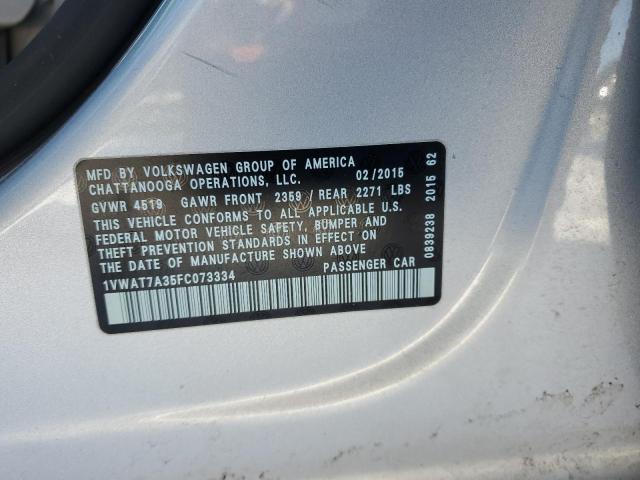 MFD BY VOLKSWAGEN GROUP OF AMERICA
CHATTANOOGA OPERATIONS, LLC. 02/2015
GVWR 4519 GAWR FRONT 2359 / REAR 2271 LBS
THIS VEHICLE CONFORMS TO ALL APPLICABLE U.S.
FEDERAL MOTOR VEHICLE SAFETY, BUMPER AND
THEFT PREVENTION STANDARDS IN EFFECT ON
THE DATE OF MANUFACTURE SHOWN ABOVE.
1VWAT7A35FC073334 PASSENGER CAR
0839238 2015 62